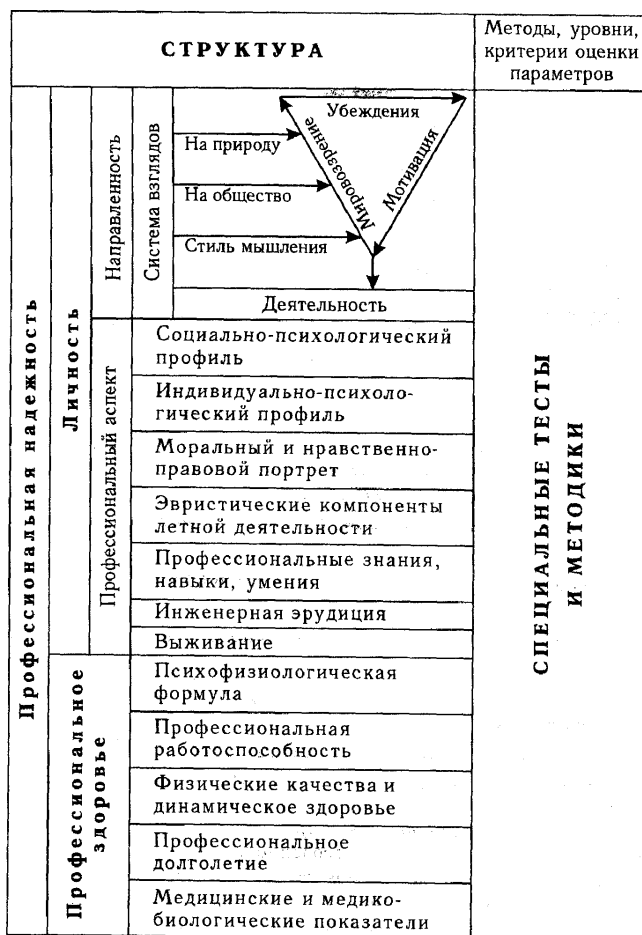 СТРУКТУРА
Методы, уровни,
критерии оценки
параметров
Профессиональная надежность
Личность
Направленность
Система взглядов
На природу
На общество
Стиль мышления
Убеждения
Мировоззрение
Мотивация
Деятельность
Профессиональный аспект
Социально-психологический
профиль
Индивидуально-психоло-
гический профиль
Моральный и нравственно-
правовой портрет
Эвристические компоненты
летной деятельности
Профессиональные знания,
навыки, умения
Инженерная эрудиция
Выживание
Профессиональное
здоровье
Психофизиологическая
формула
Профессиональная
работоспособность
Физические качества и
динамическое здоровье
Профессиональное
долголетие
Медицинские и медико-
биологические показатели
СПЕЦИАЛЬНЫЕ ТЕСТЫ
И МЕТОДИКИ